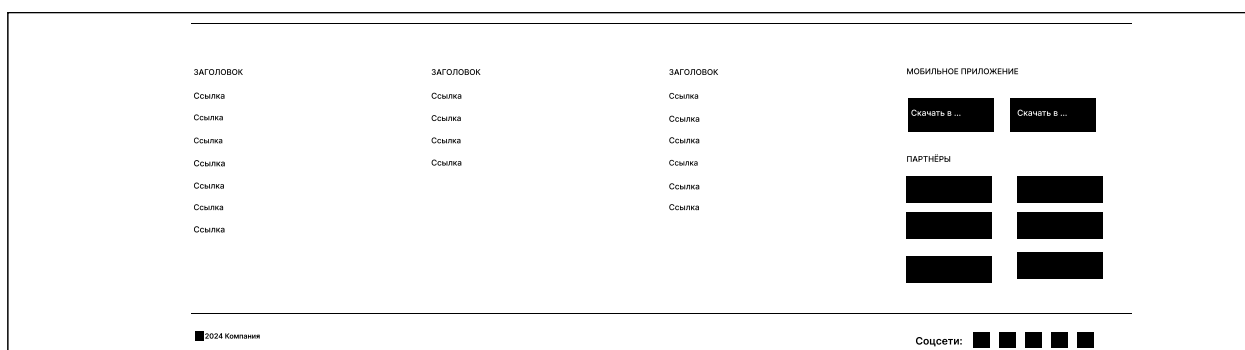 ЗАГОЛОВОК
Ссылка
Ссылка
Ссылка
Ссылка
Ссылка
Ссылка
Ссылка
ЗАГОЛОВОК
Ссылка
Ссылка
Ссылка
Ссылка
ЗАГОЛОВОК
Ссылка
Ссылка
Ссылка
Ссылка
Ссылка
Ссылка
МОБИЛЬНОЕ ПРИЛОЖЕНИЕ
Скачать в ...
Скачать в ...
ПАРТНЁРЫ
2024 Компания
Соцсети: